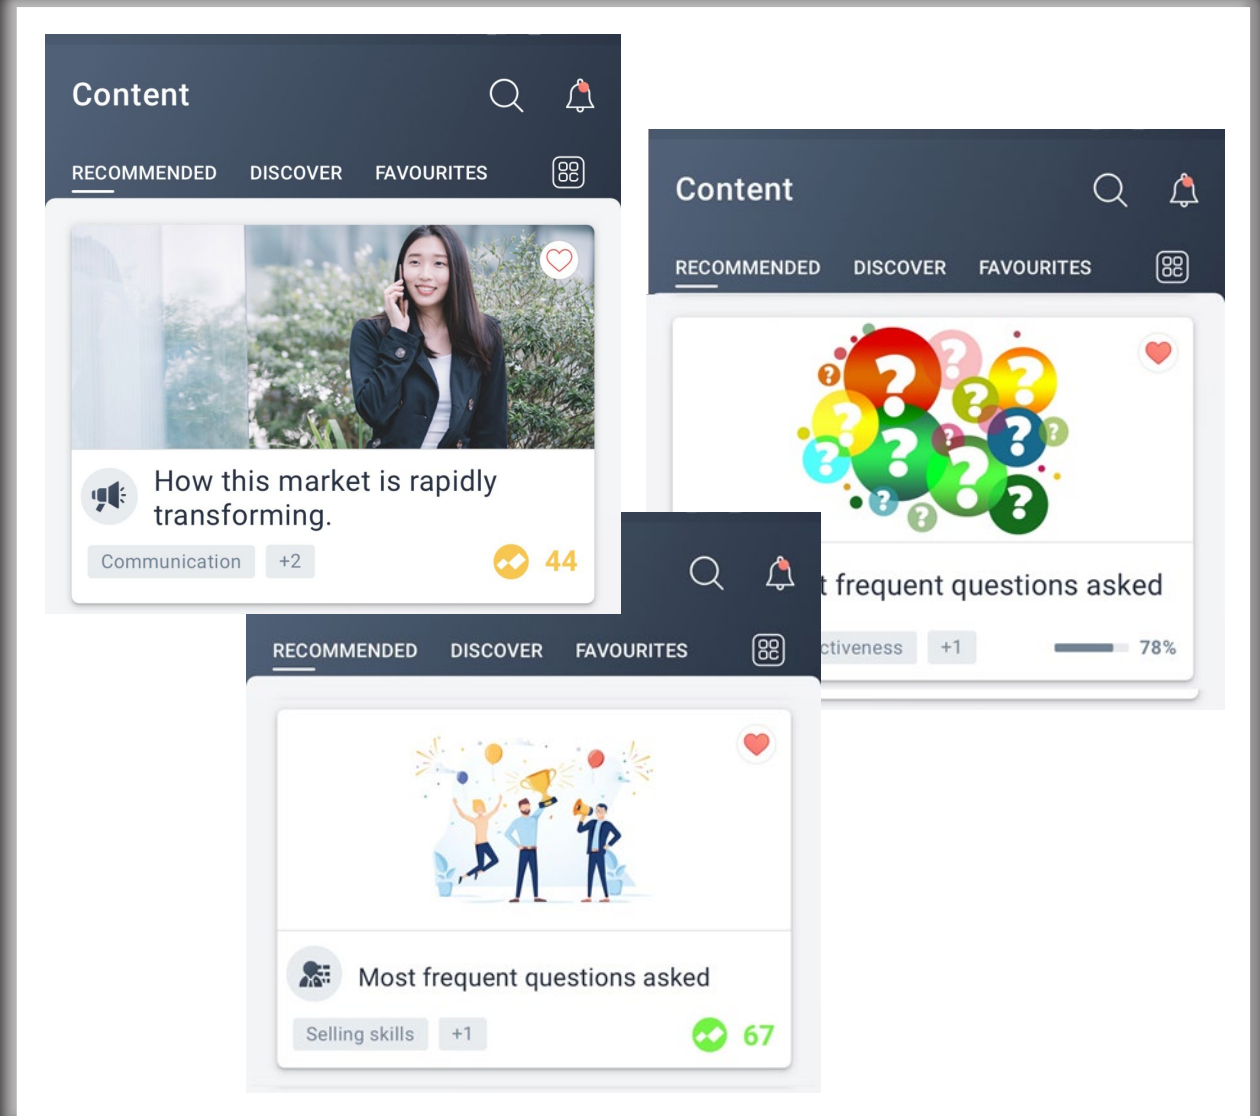 Content
RECOMMENDED DISCOVER FAVOURITES
How this market is rapidly
transforming.
Communication +2 44
Content
RECOMMENDED DISCOVER FAVOURITES
? ? ? ? ? ? ? ? ? ? ? ? ? ?
frequent questions asked
+1 78%
RECOMMENDED DISCOVER FAVOURITES
Most frequent questions asked
Selling skills +1 67